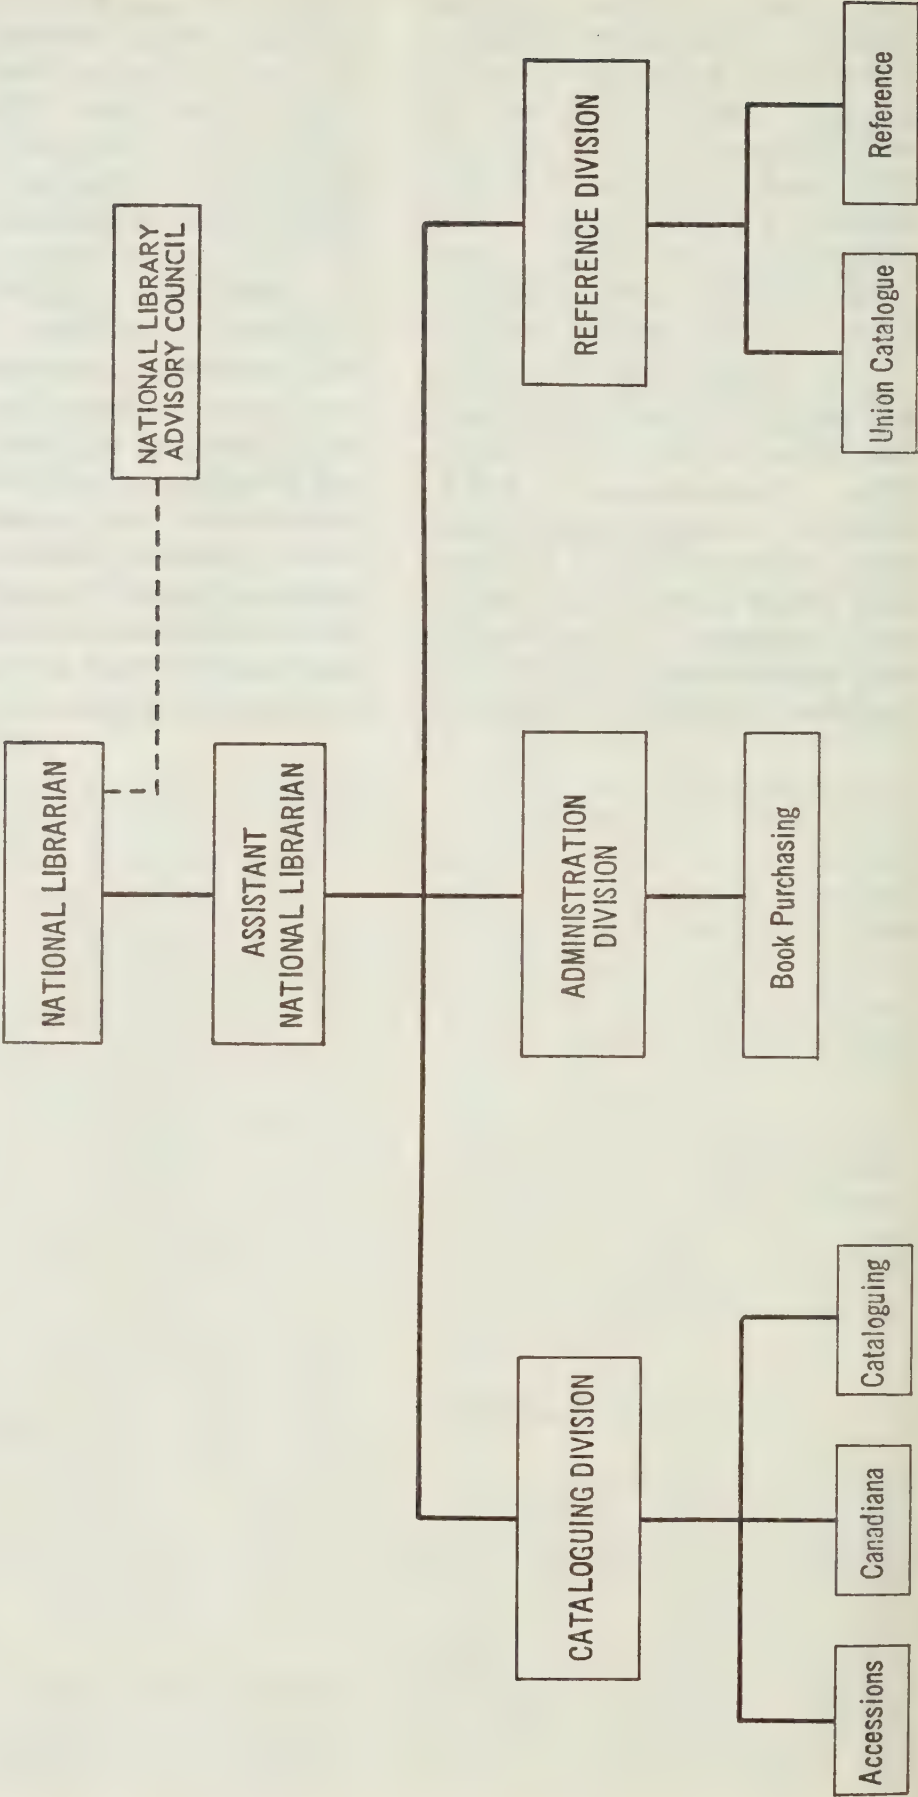 NATIONAL LIBRARIAN
NATIONAL LIBRARY
ADVISORY COUNCIL
ASSISTANT
NATIONAL LIBRARIAN
CATALOGUING DIVISION
ADMINISTRATION
DIVISION
REFERENCE DIVISION
Accessions
Canadiana
Cataloguing
Book Purchasing
Union Catalogue
Reference